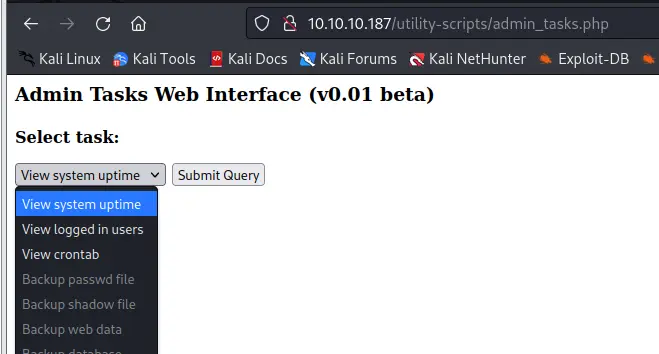 10.10.10.187/utility-scripts/admin_tasks.php
Kali Linux Kali Tools Kali Docs Kali Forums Kali NetHunter Exploit-DB
Admin Tasks Web Interface (v0.01 beta)
Select task:
View system uptime Submit Query
View system uptime
View logged in users
View crontab
Backup passwd file
Backup shadow file
Backup web data
Backup database